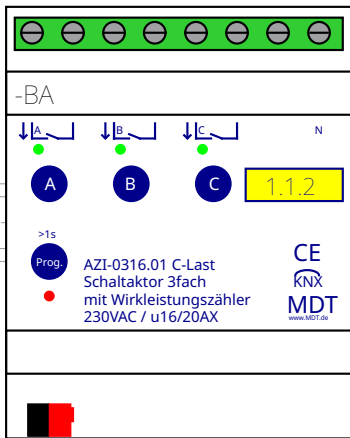 -BA
A B C N
A B C 1.1.2
>1s
Prog.
AZI-0316.01 C-Last
Schaltaktor 3fach
mit Wirkleistungszähler
230VAC / u16/20AX
CE
KNX
MDT
www.MDT.de